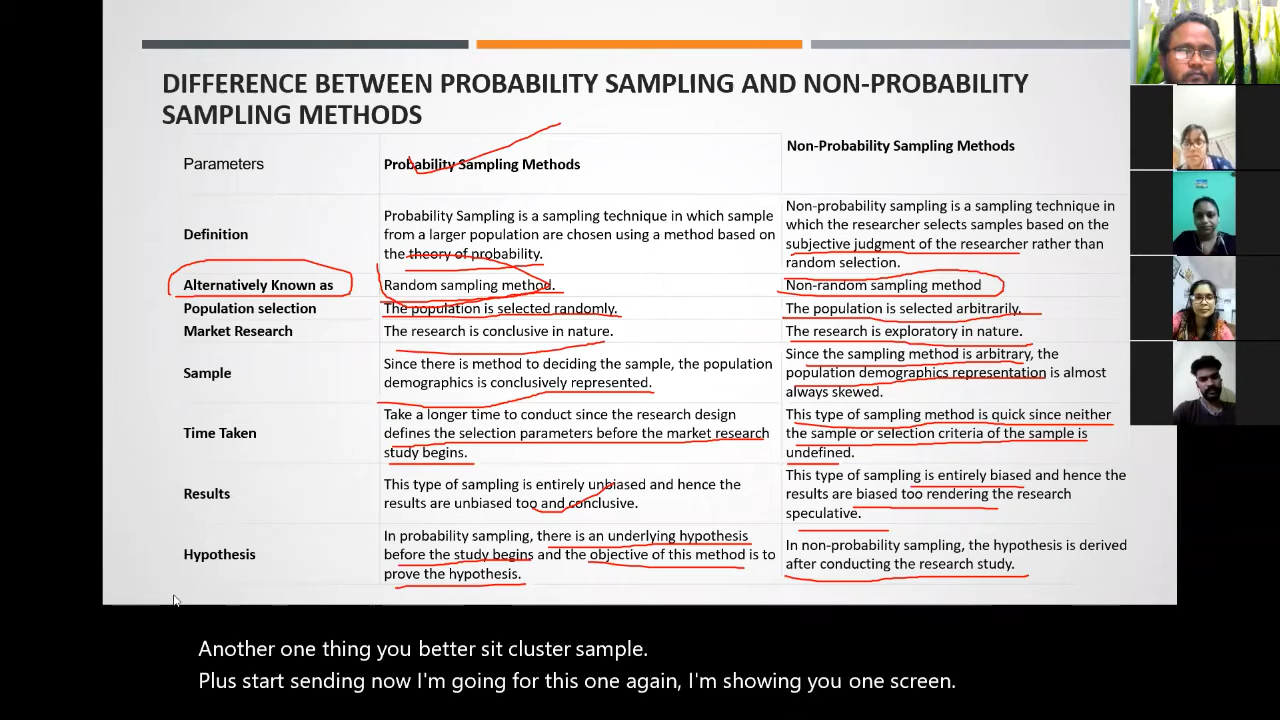 DIFFERENCE BETWEEN PROBABILITY SAMPLING AND NON-PROBABILITY
SAMPLING METHODS
Parameters
Probability Sampling Methods
Non-Probability Sampling Methods
Definition
Probability Sampling is a sampling technique in which sample
from a larger population are chosen using a method based on
the theory of probability.
Non-probability sampling is a sampling technique in
which the researcher selects samples based on the
subjective judgment of the researcher rather than
random selection.
Alternatively Known as
Random sampling method.
Non-random sampling method
Population selection
The population is selected randomly.
The population is selected arbitrarily.
Market Research
The research is conclusive in nature.
The research is exploratory in nature.
Sample
Since there is method to deciding the sample, the population
demographics is conclusively represented.
Since the sampling method is arbitrary, the
population demographics representation is almost
always skewed.
Time Taken
Take a longer time to conduct since the research design
defines the selection parameters before the market research
study begins.
This type of sampling method is quick since neither
the sample or selection criteria of the sample is
undefined.
Results
This type of sampling is entirely unbiased and hence the
results are unbiased too and conclusive.
This type of sampling is entirely biased and hence the
results are biased too rendering the research
speculative.
Hypothesis
In probability sampling, there is an underlying hypothesis
before the study begins and the objective of this method is to
prove the hypothesis.
In non-probability sampling, the hypothesis is derived
after conducting the research study.
Another one thing you better sit cluster sample.
Plus start sending now I'm going for this one again, I'm showing you one screen.